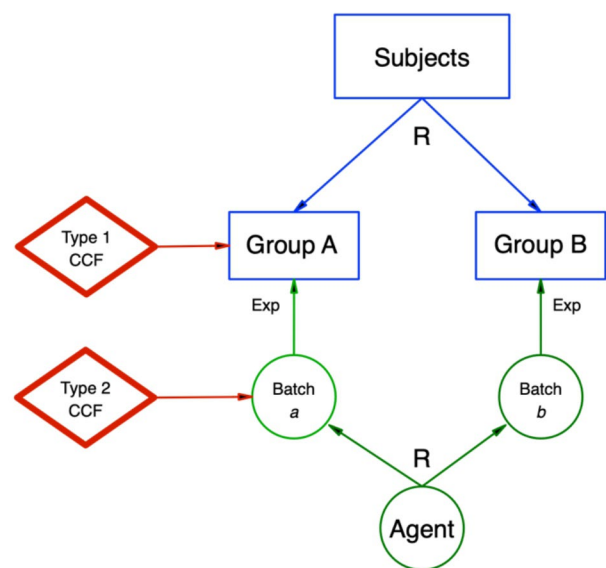 Subjects
R
Type 1
CCF
Group A
Group B
Exp
Exp
Type 2
CCF
Batch
a
Batch
b
R
Agent